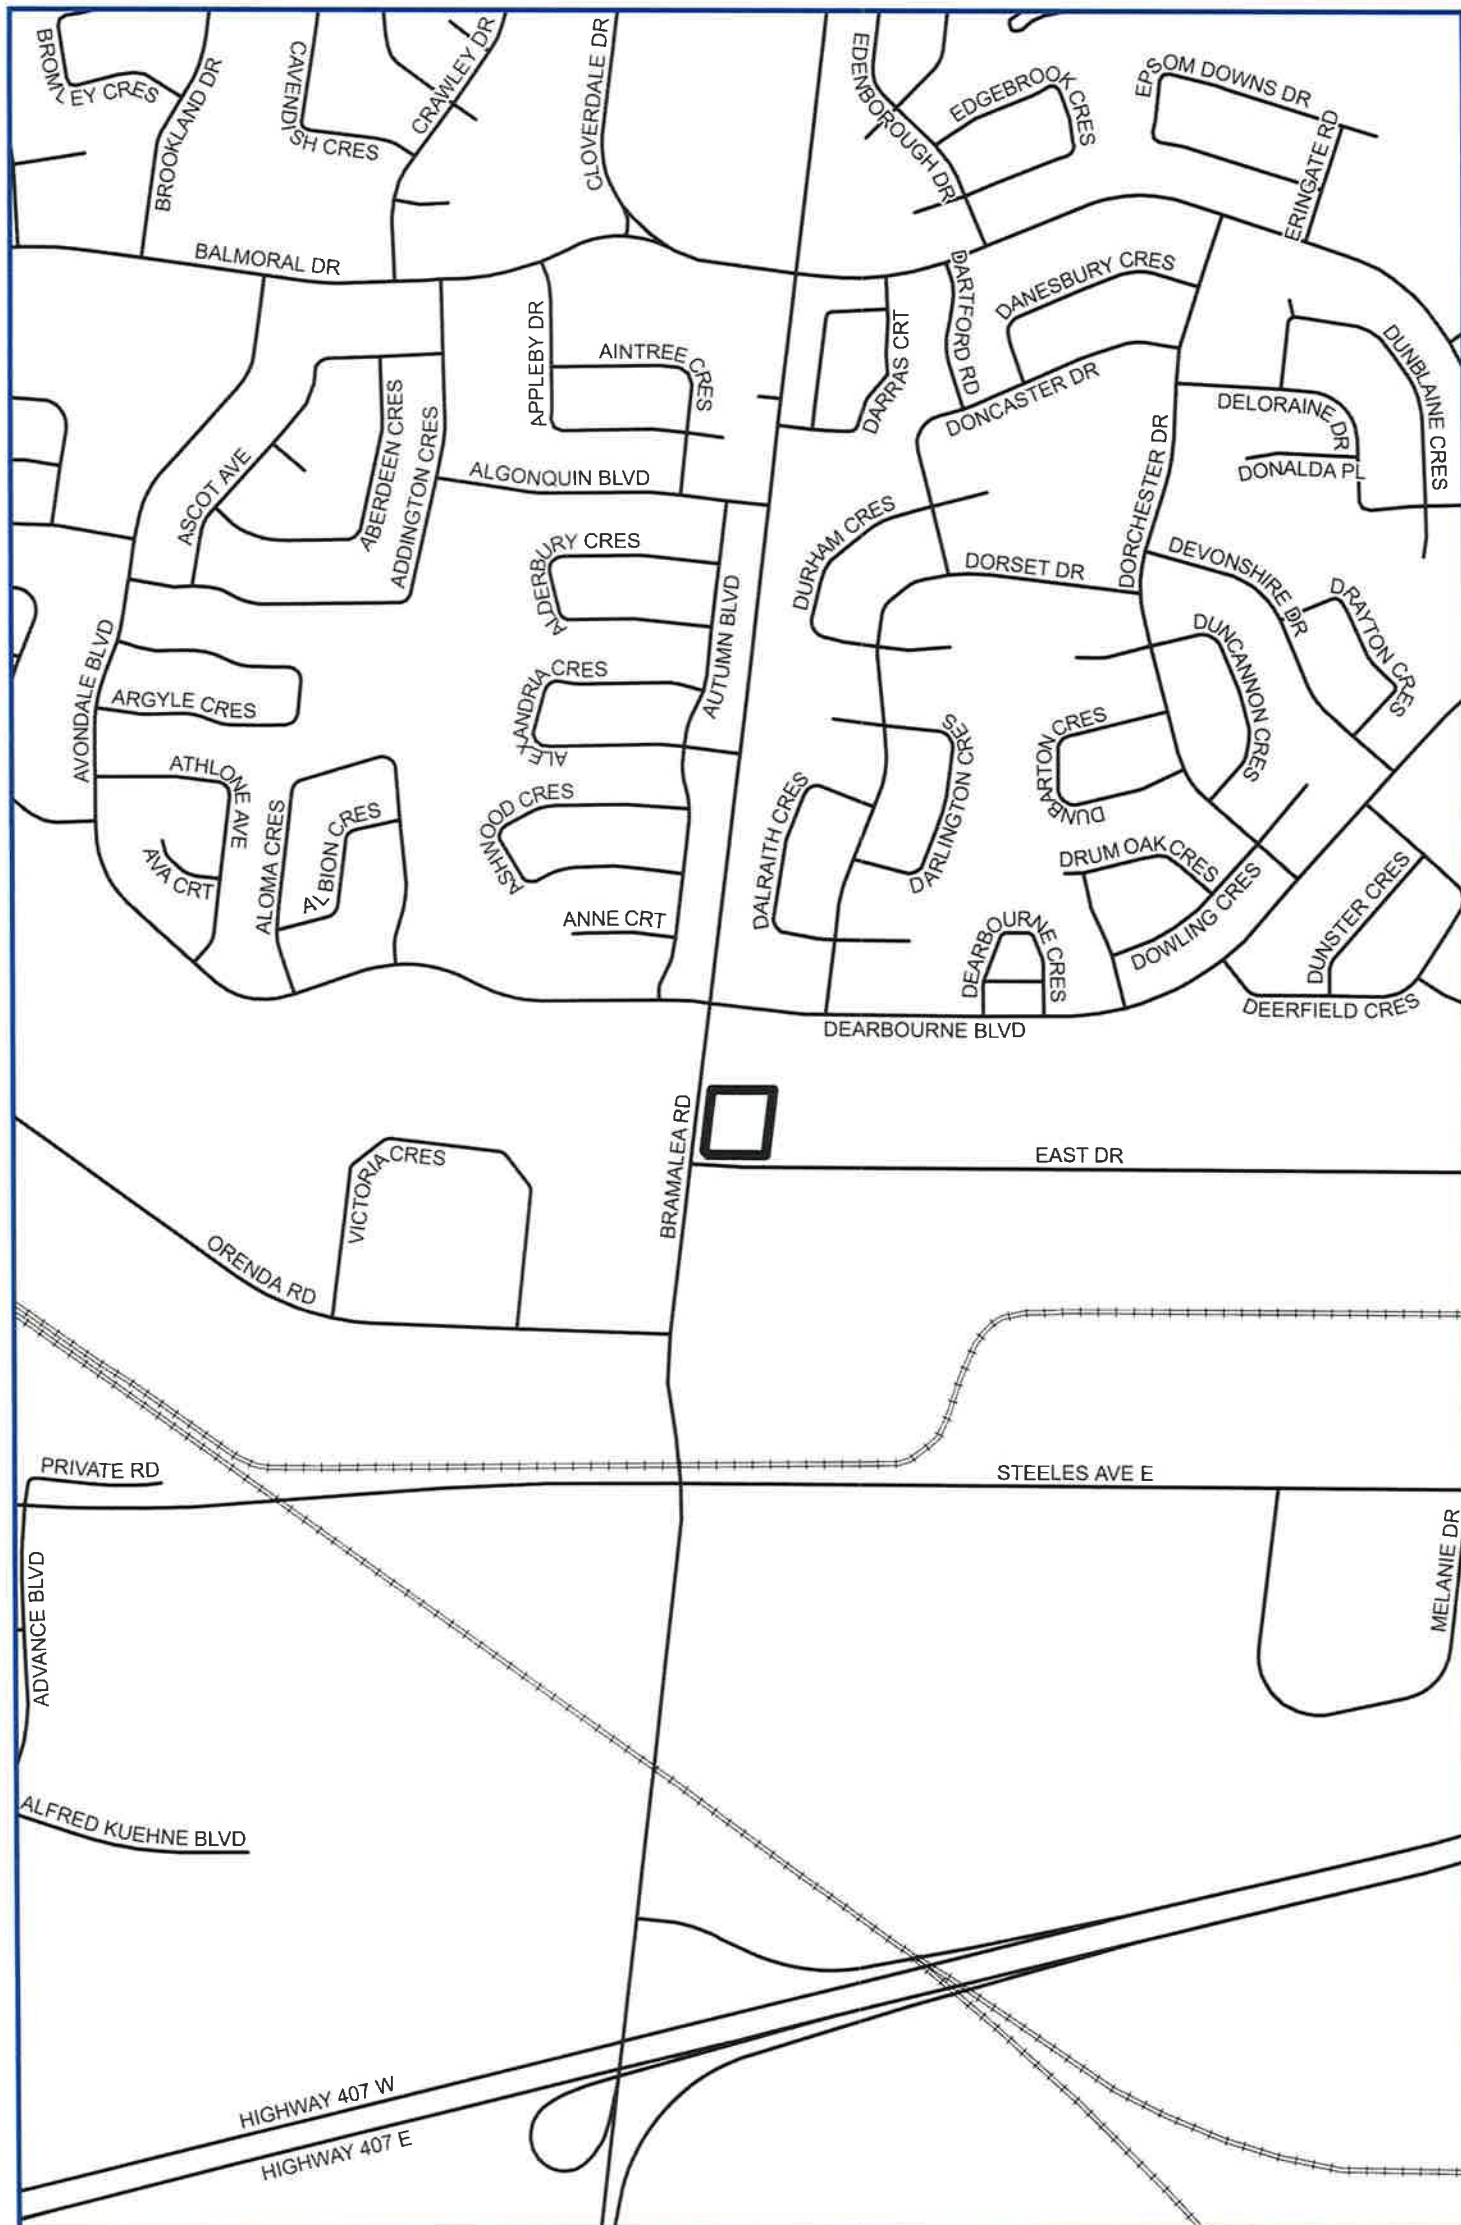 BROMLEY CRES
BROOKLAND DR
CAVENDISH CRES
CRAWLEY DR
CLOVERDALE DR
EDENBOROUGH DR
EDGEBROOK CRES
EPSOM DOWNS DR
ERINGATE RD
BALMORAL DR
APPLEBY DR
AINTREE CRES
DARRAS CRT
DARTFORD RD
DANESBURY CRES
DONCASTER DR
DUNBLAINE CRES
DELORAINE DR
DONALDA PL
ASCOT AVE
ABERDEEN CRES
ADDINGTON CRES
ALGONQUIN BLVD
DORCHESTER DR
ALDERBURY CRES
DURHAM CRES
DORSET DR
DEVONSHIRE DR
DRAYTON CRES
AUTUMN BLVD
AVONDALE BLVD
ARGYLE CRES
ALEXANDRIA CRES
DUNCANNON CRES
DUNBARTON CRES
ATHLONE AVE
ALOMA CRES
ALBION CRES
AVA CRT
ASHWOOD CRES
DALRAITH CRES
DARLINGTON CRES
DRUM OAK CRES
ANNE CRT
DEARBOURNE CRES
DOWLING CRES
DUNSTER CRES
DEERFIELD CRES
DEARBOURNE BLVD
BRAMALEA RD
EAST DR
VICTORIA CRES
ORENDA RD
PRIVATE RD
STEELES AVE E
ADVANCE BLVD
MELANIE DR
ALFRED KUEHNE BLVD
HIGHWAY 407 W
HIGHWAY 407 E